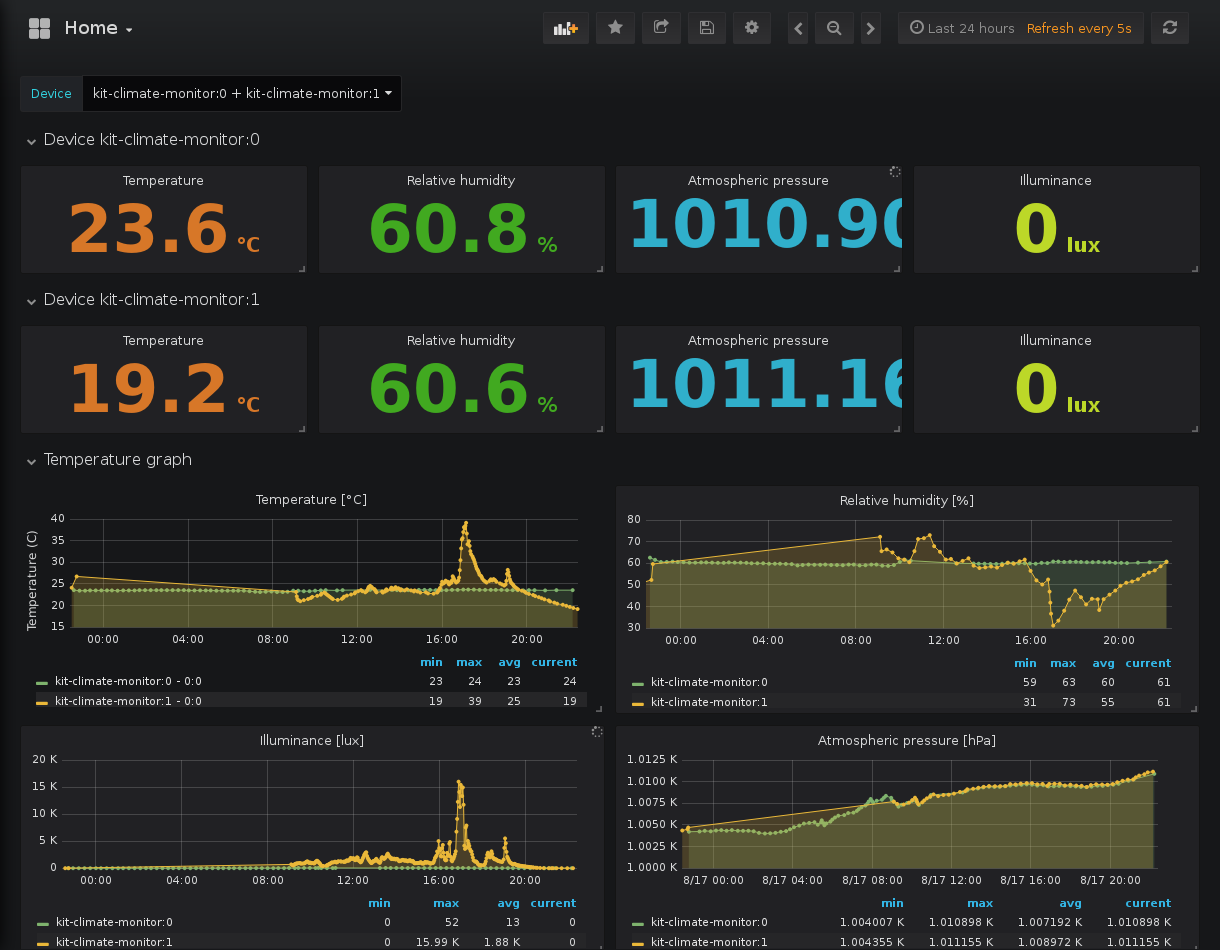 Home
Last 24 hours Refresh every 5s
Device kit-climate-monitor:0 + kit-climate-monitor:1
Device kit-climate-monitor:0
Temperature Relative humidity Atmospheric pressure Illuminance
23.6 °C 60.8 % 1010.90 0 lux
Device kit-climate-monitor:1
Temperature Relative humidity Atmospheric pressure Illuminance
19.2 °C 60.6 % 1011.16 0 lux
Temperature graph
Temperature [°C]
Temperature (C)
40
35
30
25
20
15
00:00 04:00 08:00 12:00 16:00 20:00
min max avg current
kit-climate-monitor:0 - 0:0 23 24 23 24
kit-climate-monitor:1 - 0:0 19 39 25 19
Relative humidity [%]
80
70
60
50
40
30
00:00 04:00 08:00 12:00 16:00 20:00
min max avg current
kit-climate-monitor:0 59 63 60 61
kit-climate-monitor:1 31 73 55 61
Illuminance [lux]
20 K
15 K
10 K
5 K
0
00:00 04:00 08:00 12:00 16:00 20:00
min max avg current
kit-climate-monitor:0 0 52 13 0
kit-climate-monitor:1 0 15.99 K 1.88 K 0
Atmospheric pressure [hPa]
1.0125 K
1.0100 K
1.0075 K
1.0050 K
1.0025 K
1.0000 K
8/17 00:00 8/17 04:00 8/17 08:00 8/17 12:00 8/17 16:00 8/17 20:00
min max avg current
kit-climate-monitor:0 1.004007 K 1.010898 K 1.007192 K 1.010898 K
kit-climate-monitor:1 1.004355 K 1.011155 K 1.008972 K 1.011155 K